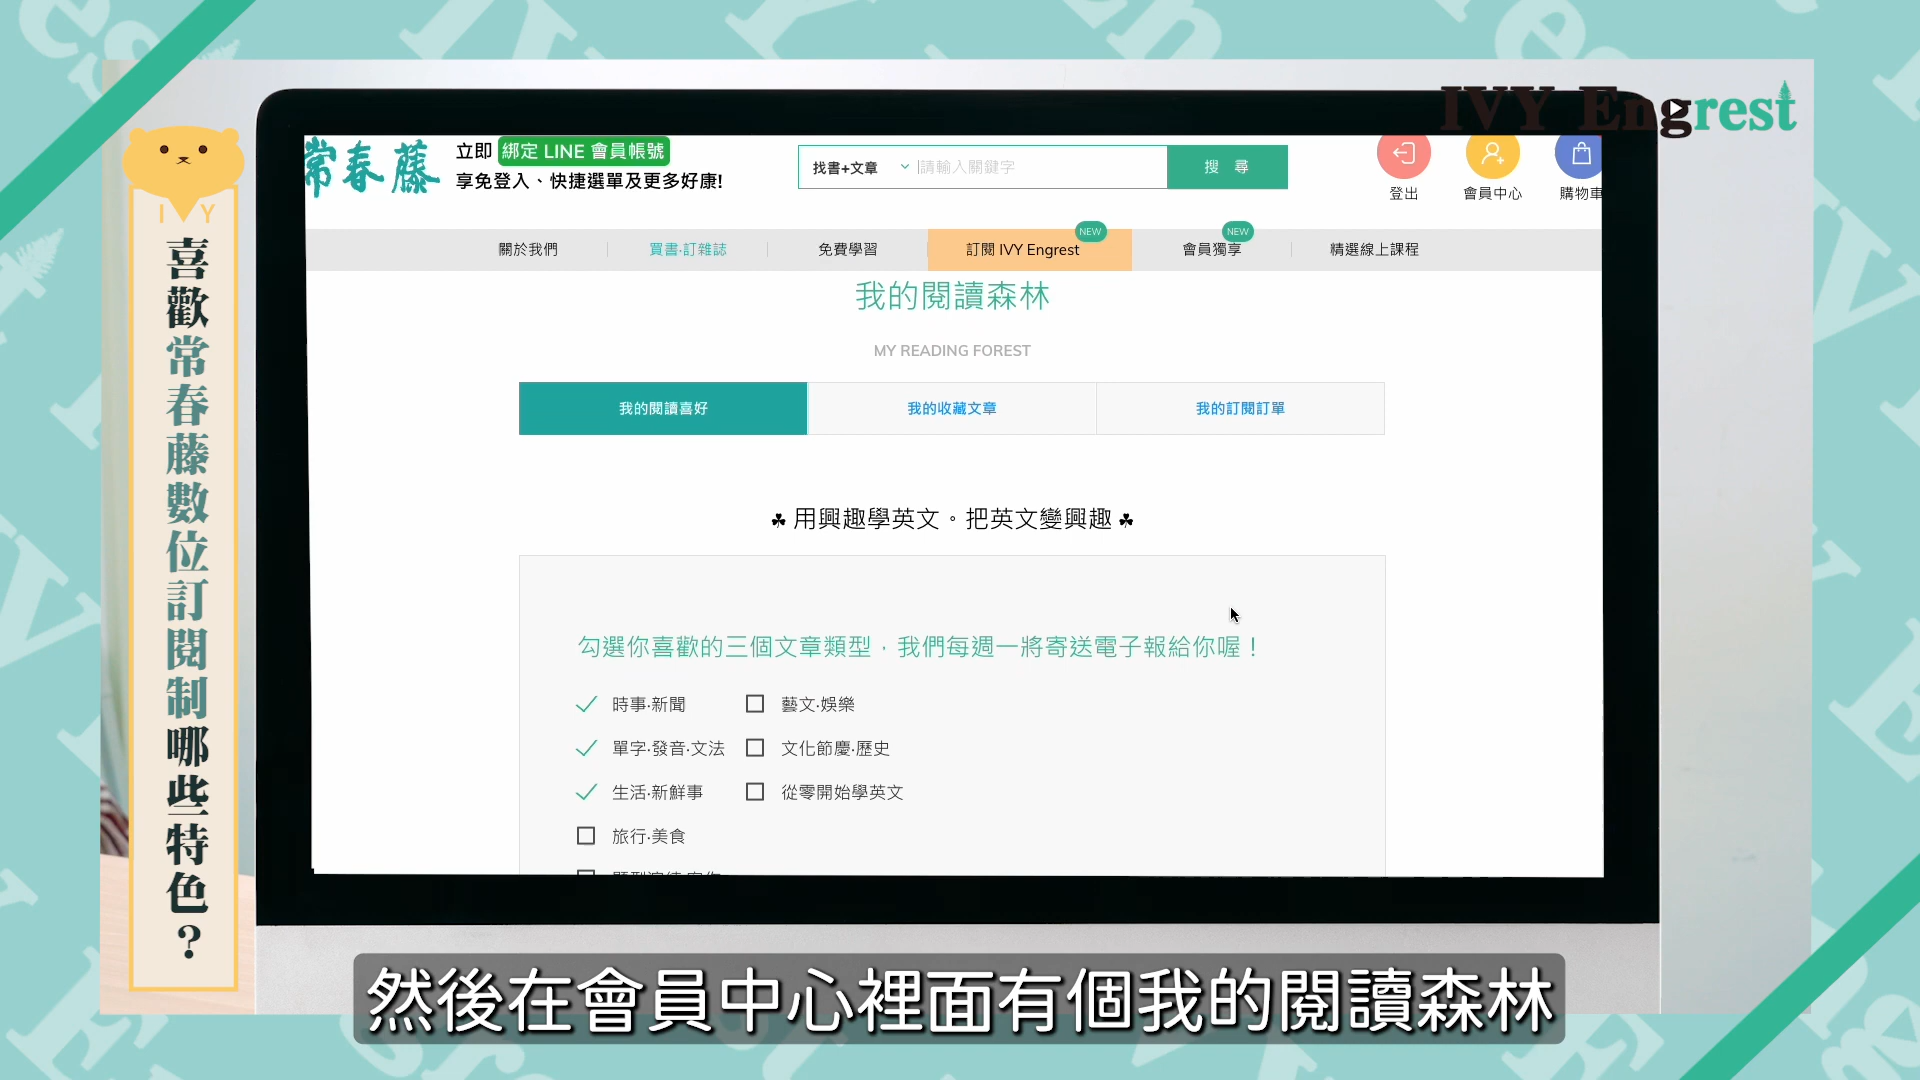 IVY Engrest
IVY
喜歡常春藤數位訂閱制哪些特色？
常春藤
立即 綁定 LINE 會員帳號
享免登入、快捷選單及更多好康!
找書+文章
請輸入關鍵字
搜 尋
登出
會員中心
購物車
關於我們
買書·訂雜誌
免費學習
訂閱 IVY Engrest
NEW
會員獨享
NEW
精選線上課程
我的閱讀森林
MY READING FOREST
我的閱讀喜好
我的收藏文章
我的訂閱訂單
☘ 用興趣學英文。把英文變興趣 ☘
勾選你喜歡的三個文章類型，我們每週一將寄送電子報給你喔！
時事·新聞
藝文·娛樂
單字·發音·文法
文化節慶·歷史
生活·新鮮事
從零開始學英文
旅行·美食
然後在會員中心裡面有個我的閱讀森林